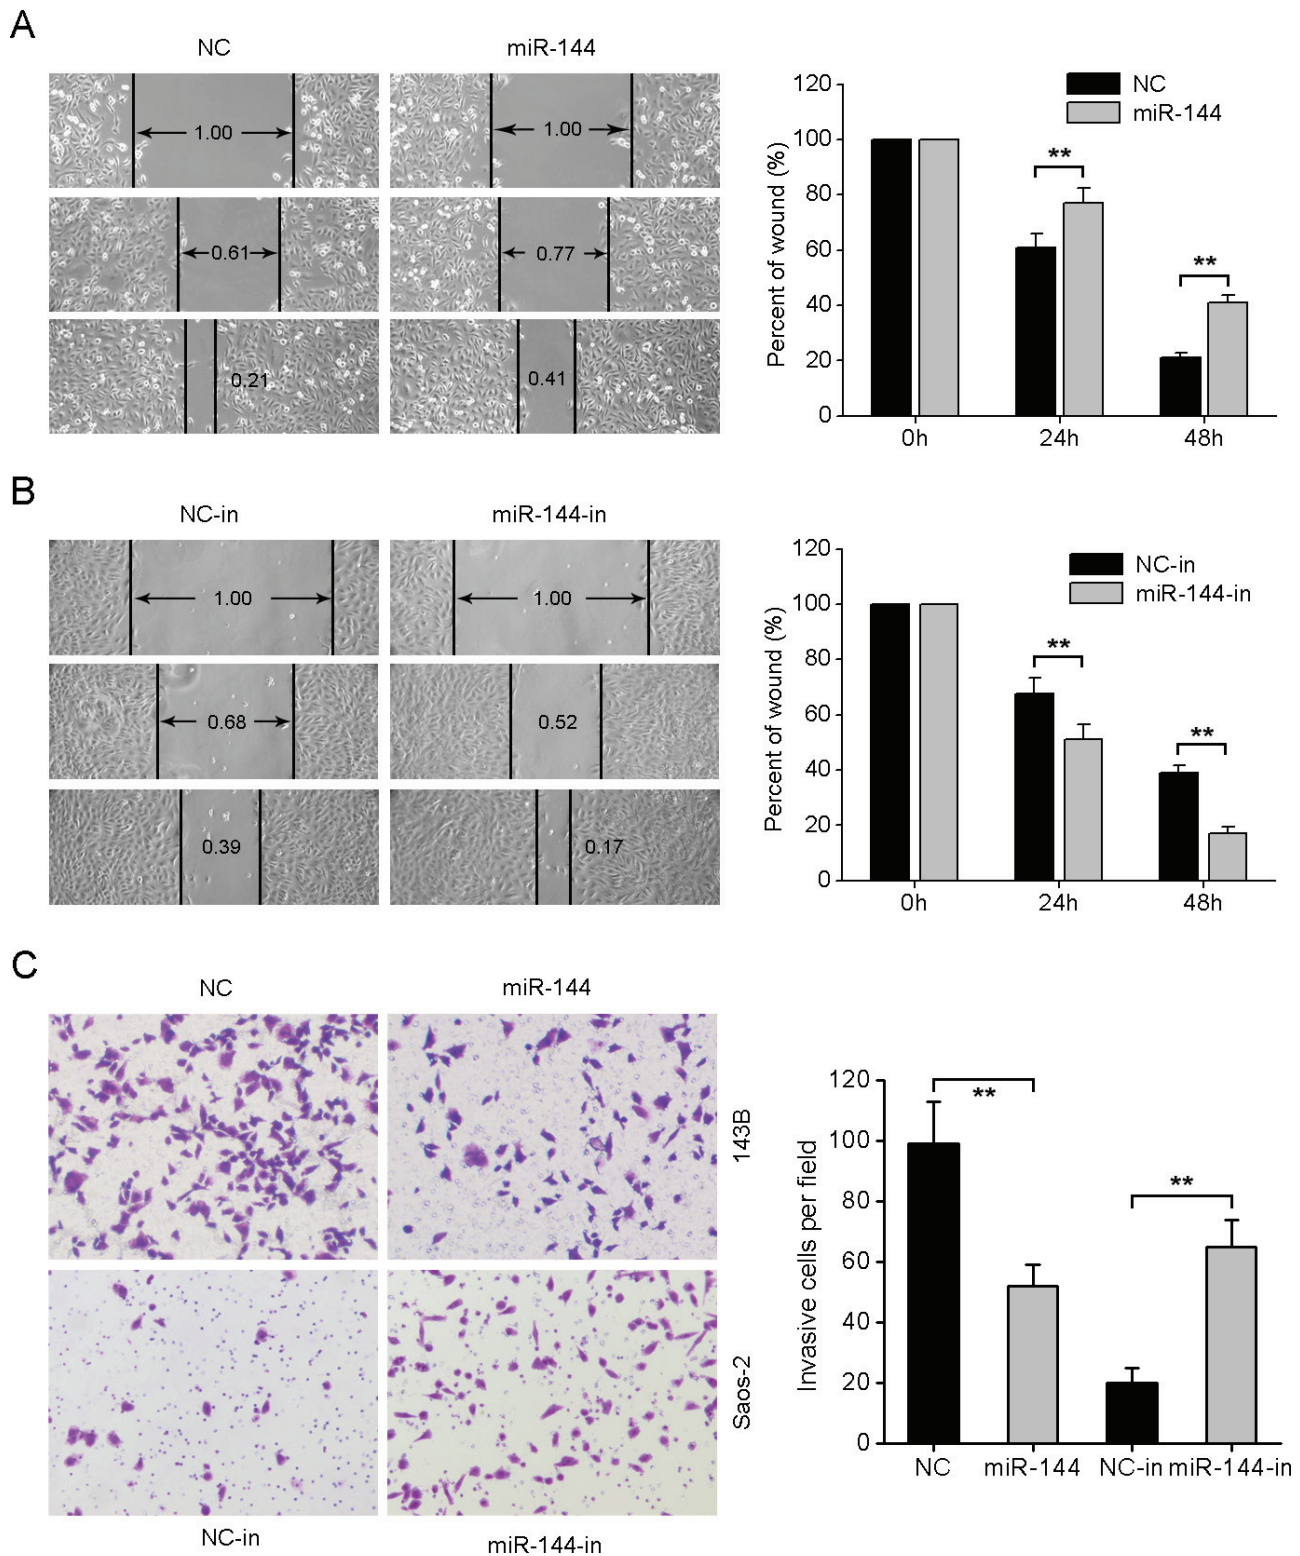 A
NC
miR-144
1.00
1.00
0.61
0.77
0.21
0.41
120
100
80
60
40
20
0
Percent of wound (%)
NC
miR-144
**
**
0h
24h
48h
B
NC-in
miR-144-in
1.00
1.00
0.68
0.52
0.39
0.17
120
100
80
60
40
20
0
Percent of wound (%)
NC-in
miR-144-in
**
**
0h
24h
48h
C
NC
miR-144
143B
Saos-2
NC-in
miR-144-in
120
100
80
60
40
20
0
Invasive cells per field
**
**
NC
miR-144
NC-in
miR-144-in